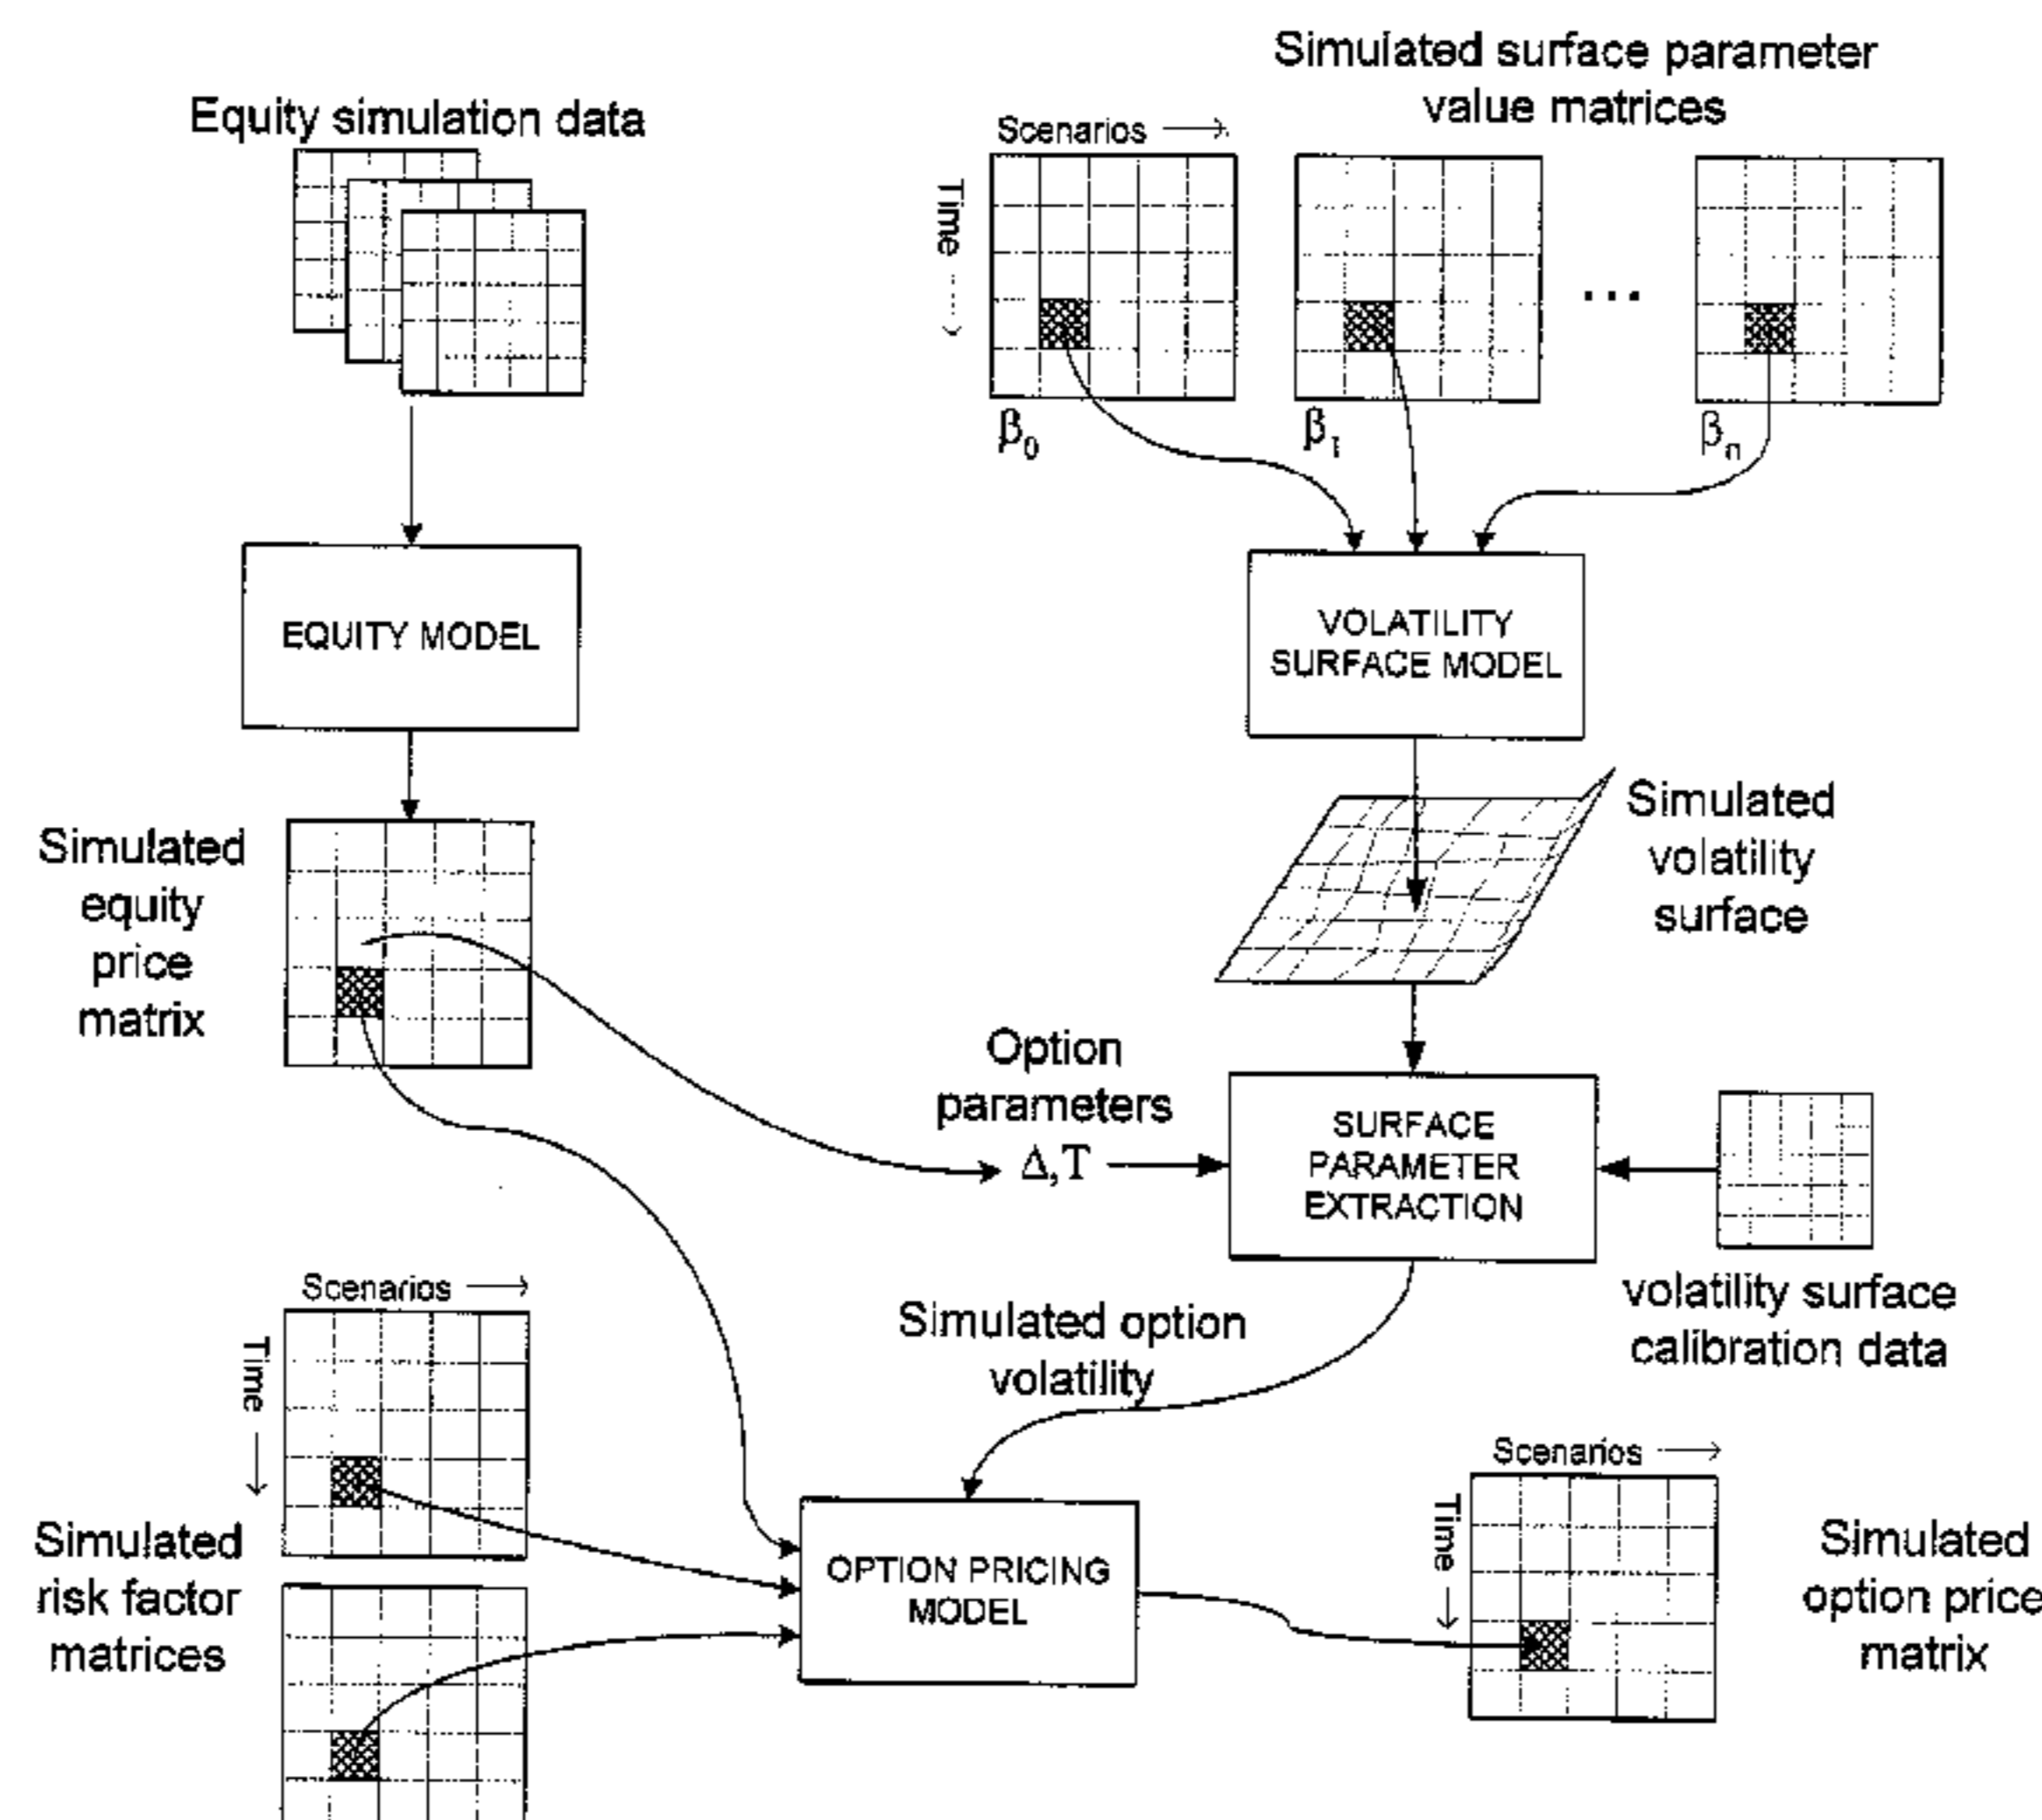 Simulated surface parameter
value matrices
Equity simulation data
Scenarios
Time
...
β0
β1
βn
EQUITY MODEL
VOLATILITY
SURFACE MODEL
Simulated
equity
price
matrix
Simulated
volatility
surface
Option
parameters
Δ,T
SURFACE
PARAMETER
EXTRACTION
volatility surface
calibration data
Scenarios
Time
Simulated option
volatility
Simulated
risk factor
matrices
OPTION PRICING
MODEL
Scenarios
Time
Simulated
option price
matrix